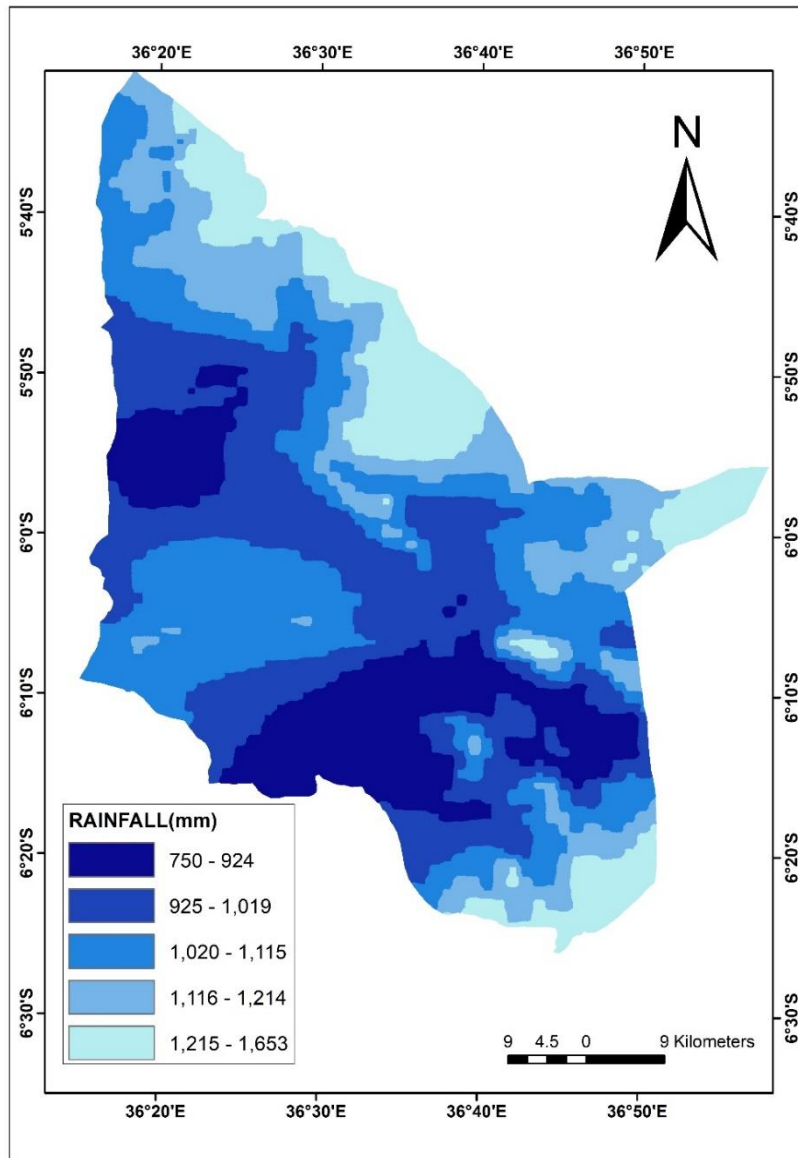 36°20'E 36°30'E 36°40'E 36°50'E
N
5°40'S 5°40'S
5°50'S 5°50'S
6°0'S 6°0'S
6°10'S 6°10'S
6°20'S 6°20'S
6°30'S 6°30'S
RAINFALL(mm)
750 - 924
925 - 1,019
1,020 - 1,115
1,116 - 1,214
1,215 - 1,653
9 4.5 0 9 Kilometers
36°20'E 36°30'E 36°40'E 36°50'E